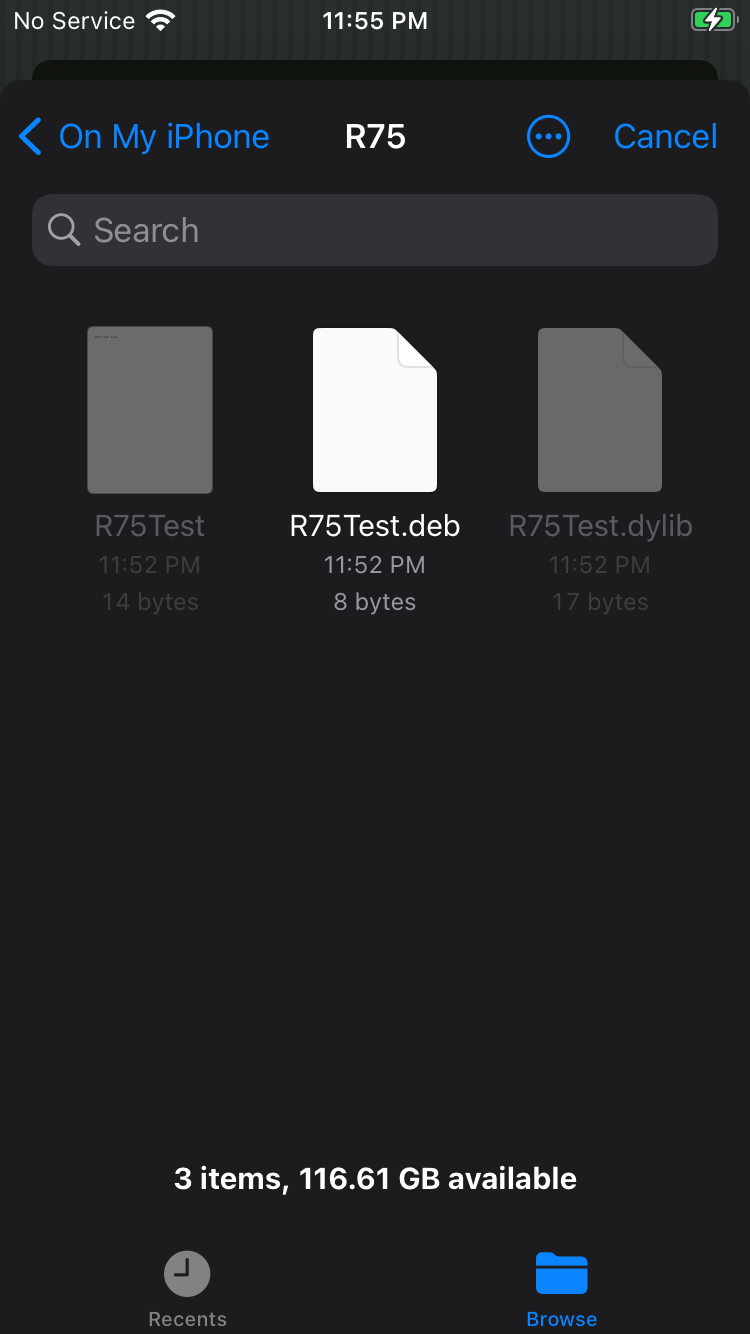 No Service 11:55 PM
On My iPhone R75 Cancel
Search
R75Test R75Test.deb R75Test.dylib
11:52 PM 11:52 PM 11:52 PM
14 bytes 8 bytes 17 bytes
3 items, 116.61 GB available
Recents Browse